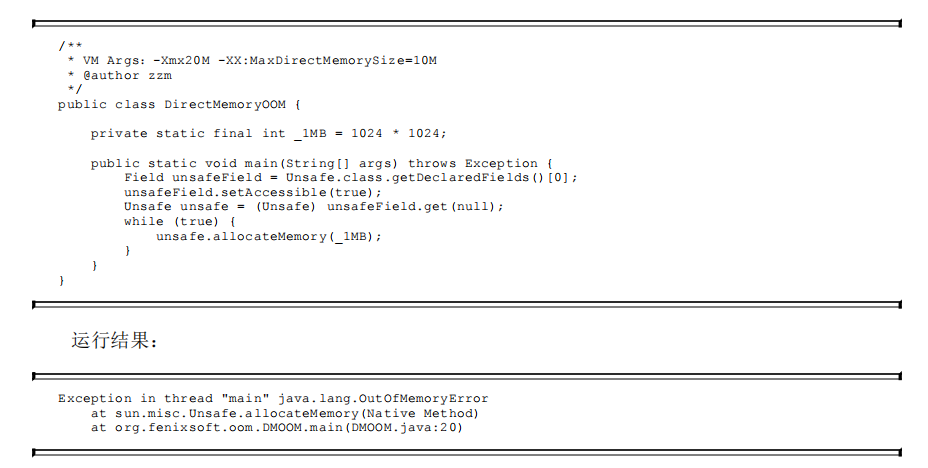 /**
 * VM Args: -Xmx20M -XX:MaxDirectMemorySize=10M
 * @author zzm
 */
public class DirectMemoryOOM {

    private static final int _1MB = 1024 * 1024;

    public static void main(String[] args) throws Exception {
        Field unsafeField = Unsafe.class.getDeclaredFields()[0];
        unsafeField.setAccessible(true);
        Unsafe unsafe = (Unsafe) unsafeField.get(null);
        while (true) {
            unsafe.allocateMemory(_1MB);
        }
    }
}
运行结果：
Exception in thread "main" java.lang.OutOfMemoryError
    at sun.misc.Unsafe.allocateMemory(Native Method)
    at org.fenixsoft.oom.DMOOM.main(DMOOM.java:20)